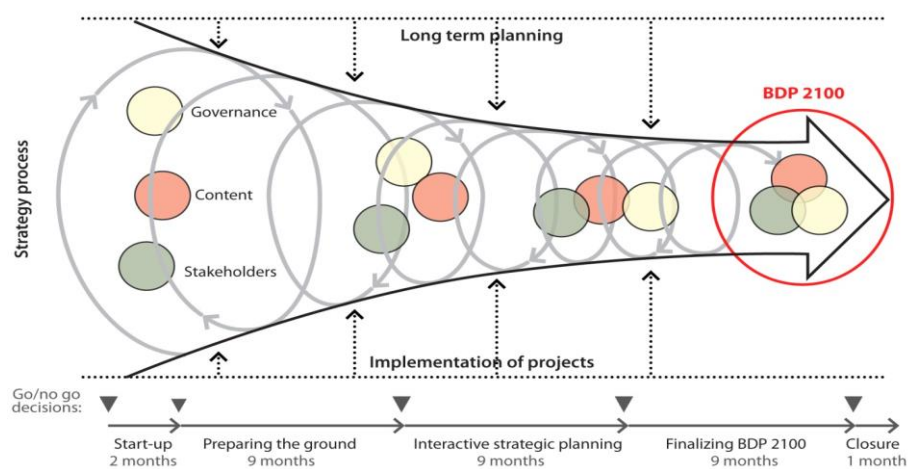 Long term planning
BDP 2100
Governance
Strategy process
Content
Stakeholders
Implementation of projects
Go/no go
decisions:
Start-up
2 months
Preparing the ground
9 months
Interactive strategic planning
9 months
Finalizing BDP 2100
9 months
Closure
1 month